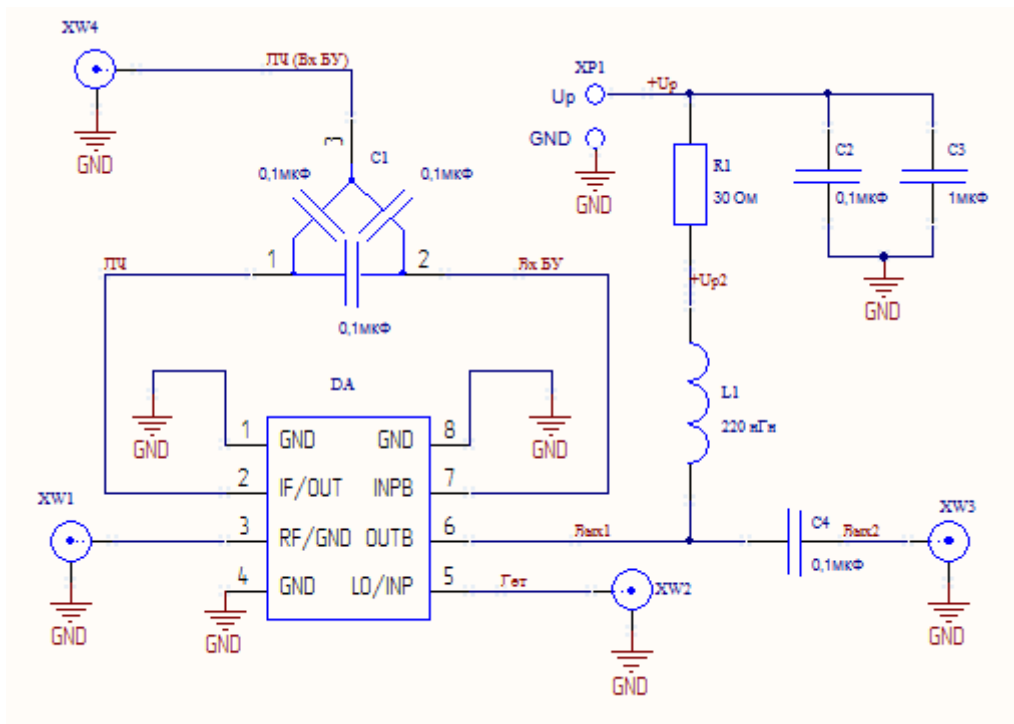 XW4
ПЧ (Вх БУ)
GND
3
C1
0,1мкФ
0,1мкФ
1
2
0,1мкФ
ПЧ
Вх БУ
XP1
Up
+Up
GND
GND
R1
30 Ом
+Up2
C2
0,1мкФ
C3
1мкФ
GND
L1
220 нГн
DA
GND
GND
1
GND
GND
8
2
IF/OUT
INPB
7
3
RF/GND
OUTB
6
4
GND
LO/INP
5
XW1
GND
GND
Гет
XW2
GND
Вых1
C4
0,1мкФ
Вых2
XW3
GND